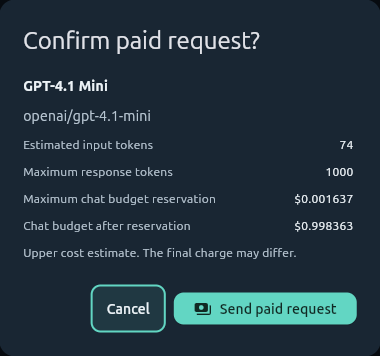 Confirm paid request?
GPT-4.1 Mini
openai/gpt-4.1-mini
Estimated input tokens 74
Maximum response tokens 1000
Maximum chat budget reservation $0.001637
Chat budget after reservation $0.998363
Upper cost estimate. The final charge may differ.
Cancel Send paid request